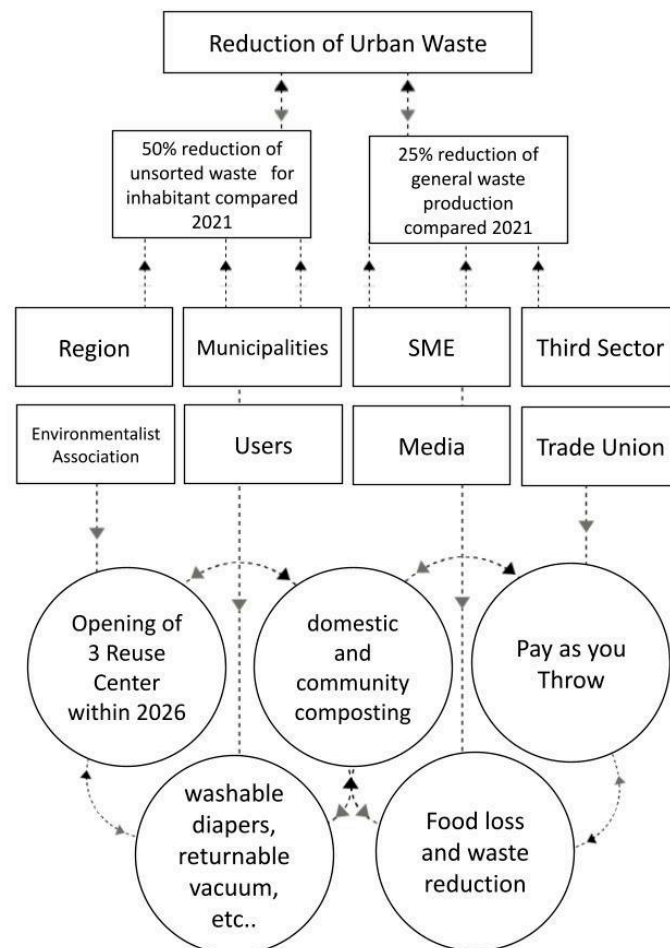 Reduction of Urban Waste
50% reduction of
unsorted waste for
inhabitant compared
2021
25% reduction of
general waste
production
compared 2021
Region
Municipalities
SME
Third Sector
Environmentalist
Association
Users
Media
Trade Union
Opening of
3 Reuse
Center
within 2026
domestic
and
community
composting
Pay as you
Throw
washable
diapers,
returnable
vacuum,
etc..
Food loss
and waste
reduction